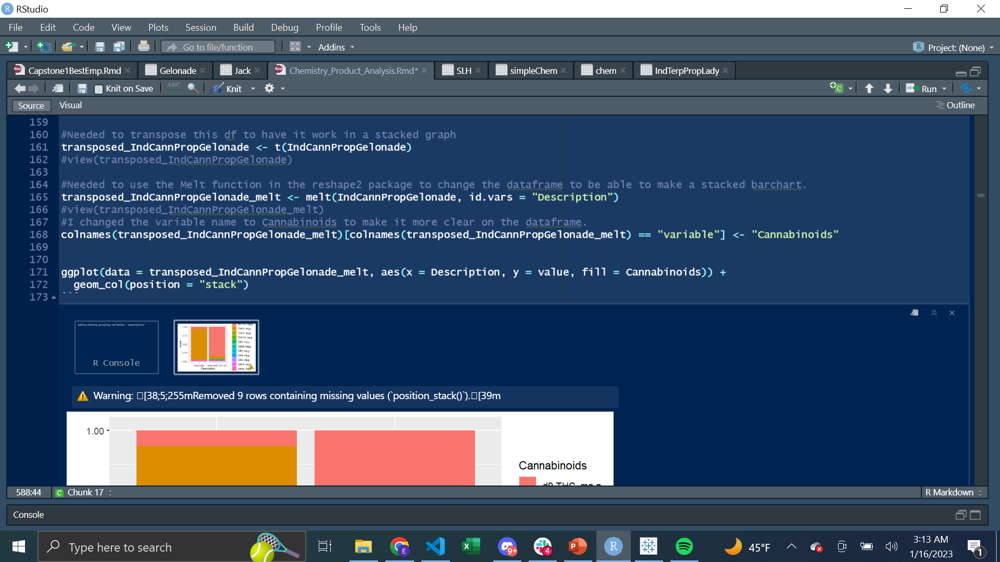 RStudio
File Edit Code View Plots Session Build Debug Profile Tools Help
Go to file/function Addins Project: (None)
Capstone1BestEmp.Rmd Gelonade Jack Chemistry_Product_Analysis.Rmd* SLH simpleChem chem IndTerpPropLady
Knit on Save ABC Knit Run
Source Visual Outline
159
160 #Needed to transpose this df to have it work in a stacked graph
161 transposed_IndCannPropGelonade <- t(IndCannPropGelonade)
162 #view(transposed_IndCannPropGelonade)
163
164 #Needed to use the Melt function in the reshape2 package to change the dataframe to be able to make a stacked barchart.
165 transposed_IndCannPropGelonade_melt <- melt(IndCannPropGelonade, id.vars = "Description")
166 #view(transposed_IndCannPropGelonade_melt)
167 #I changed the variable name to Cannabinoids to make it more clear on the dataframe.
168 colnames(transposed_IndCannPropGelonade_melt)[colnames(transposed_IndCannPropGelonade_melt) == "variable"] <- "Cannabinoids"
169
170
171 ggplot(data = transposed_IndCannPropGelonade_melt, aes(x = Description, y = value, fill = Cannabinoids)) +
172 geom_col(position = "stack")
173 ```
R Console
Description
Warning: □[38;5;255mRemoved 9 rows containing missing values (`position_stack()`).□[39m
1.00
Cannabinoids
588:44 Chunk 17 R Markdown
Console
Type here to search
E 9+ 4 45°F 3:13 AM
1/16/2023
1